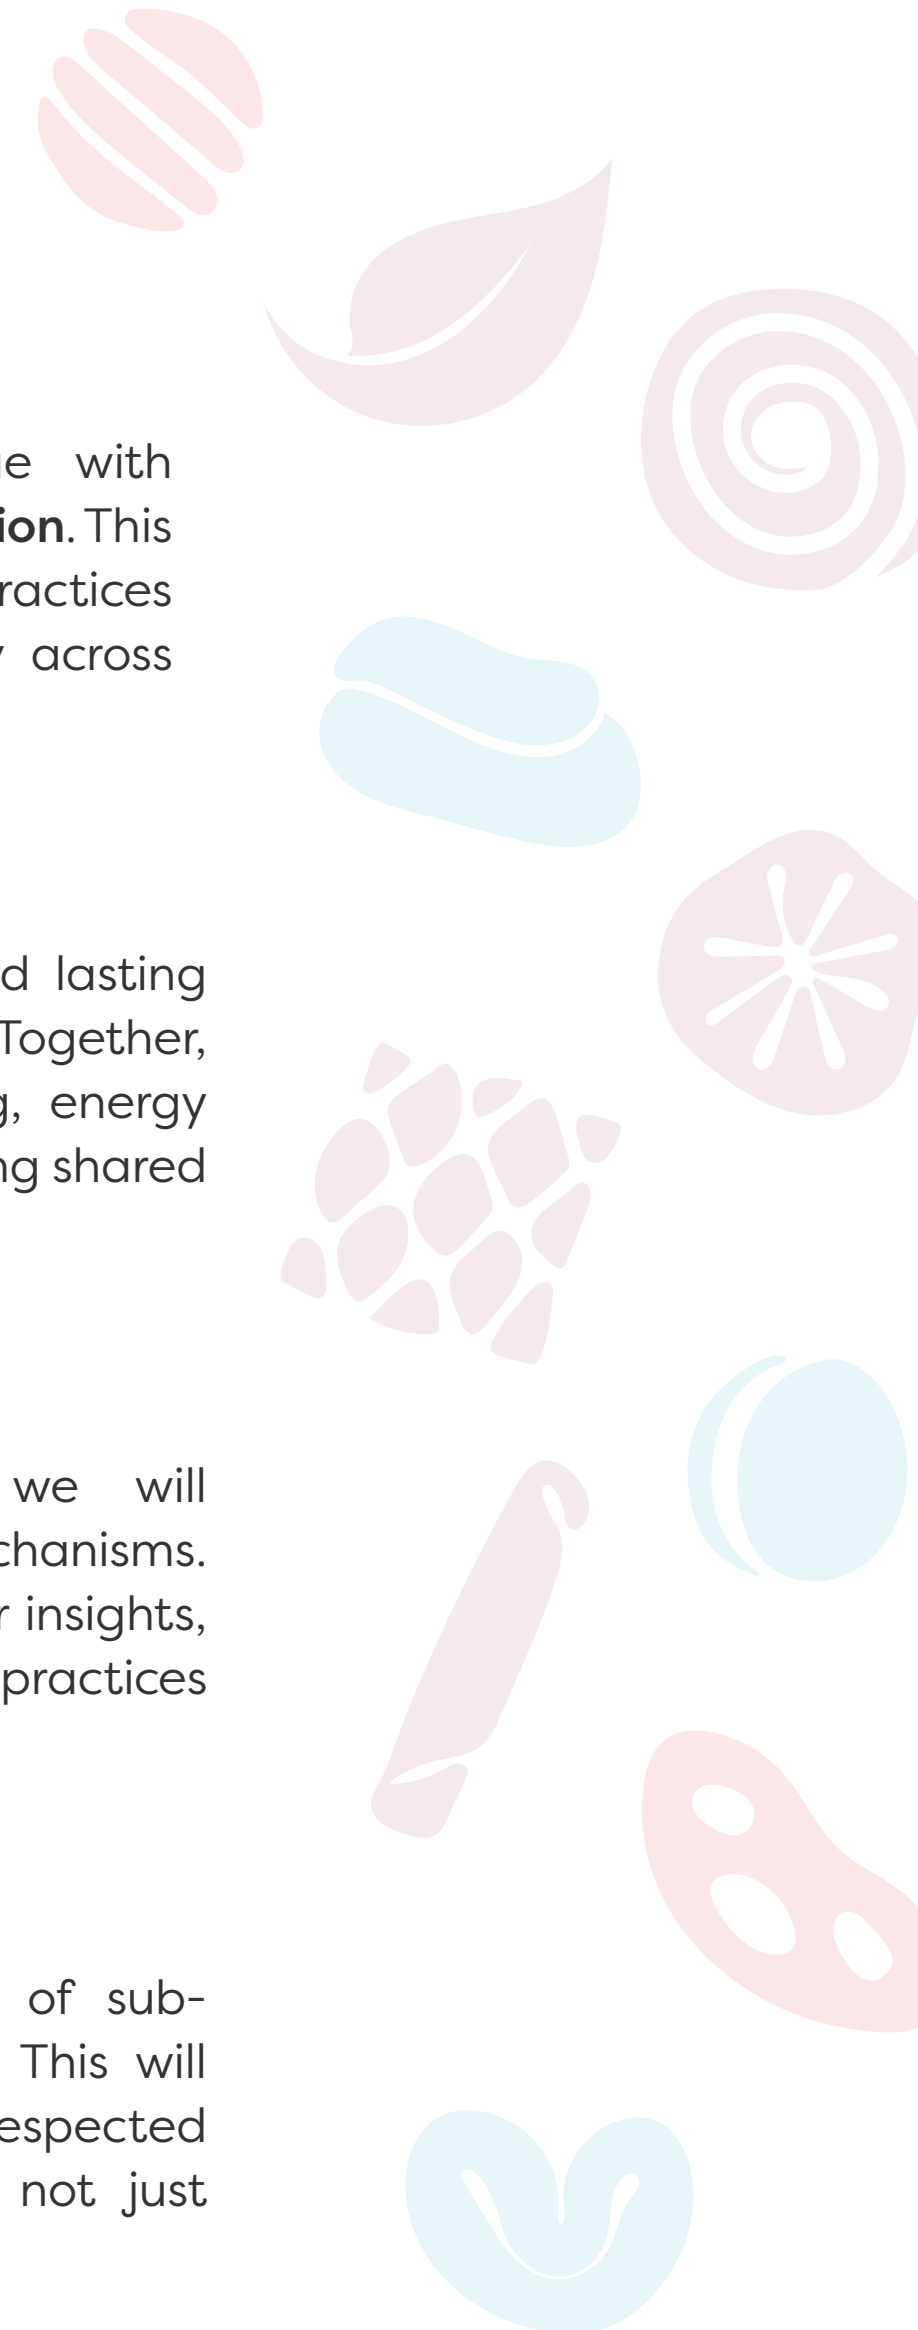 with
ion. This
ractices
across
d lasting
Together,
g, energy
ng shared
we will
chanisms.
r insights,
practices
of sub-
This will
espected
not just